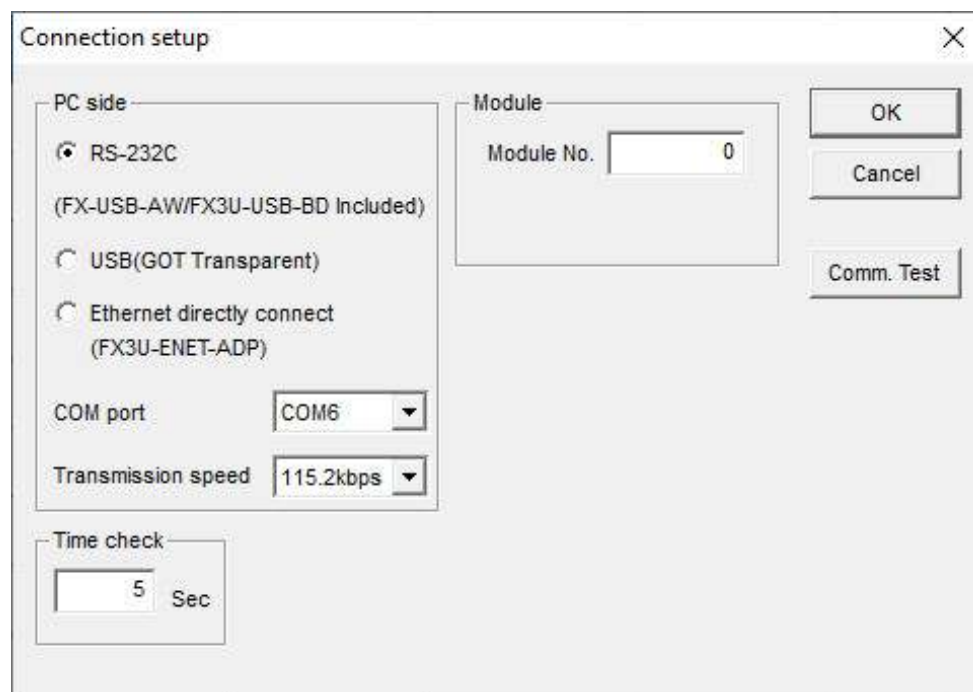 Connection setup
PC side
RS-232C
(FX-USB-AW/FX3U-USB-BD Included)
USB(GOT Transparent)
Ethernet directly connect
(FX3U-ENET-ADP)
COM port COM6
Transmission speed 115.2kbps
Time check
5 Sec
Module
Module No. 0
OK
Cancel
Comm. Test